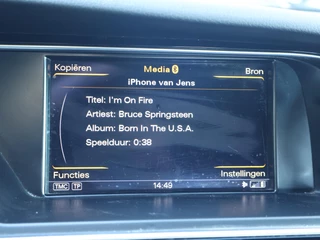 Kopiëren Media Bron
iPhone van Jens
Titel: I'm On Fire
Artiest: Bruce Springsteen
Album: Born In The U.S.A.
Speelduur: 0:38
Functies Instellingen
TMC TP 14:49